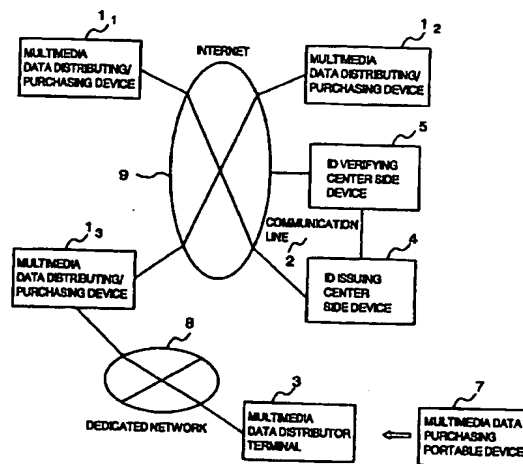 1₁
MULTIMEDIA
DATA DISTRIBUTING/
PURCHASING DEVICE
INTERNET
1₂
MULTIMEDIA
DATA DISTRIBUTING/
PURCHASING DEVICE
5
ID VERIFYING
CENTER SIDE
DEVICE
9
COMMUNICATION
LINE
2
4
ID ISSUING
CENTER
SIDE DEVICE
1₃
MULTIMEDIA
DATA DISTRIBUTING/
PURCHASING DEVICE
8
DEDICATED NETWORK
3
MULTIMEDIA
DATA DISTRIBUTOR
TERMINAL
7
MULTIMEDIA DATA
PURCHASING
PORTABLE DEVICE